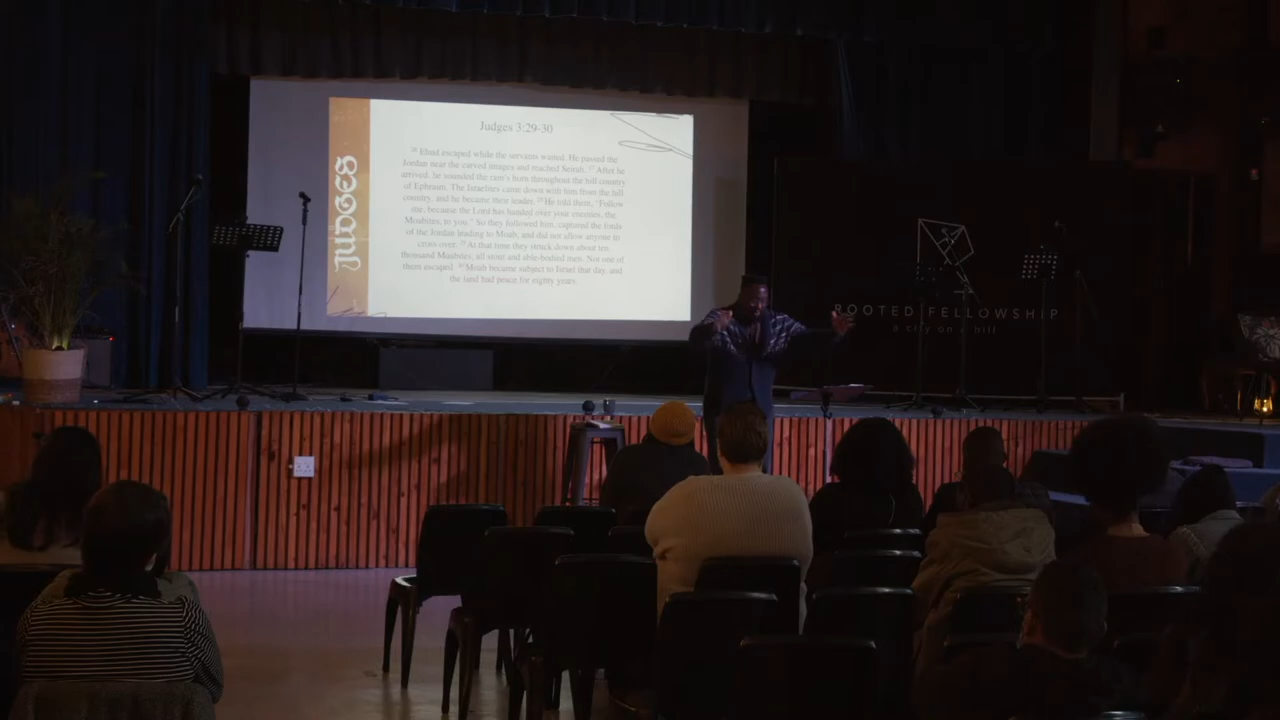 Judges 3:29-30
26 Ehud escaped while the servants waited. He passed the
Jordan near the carved images and reached Seirah. 27 After he
arrived, he sounded the ram's horn throughout the hill country
of Ephraim. The Israelites came down with him from the hill
country, and he became their leader. 28 He told them, "Follow
me, because the Lord has handed over your enemies, the
Moabites, to you." So they followed him, captured the fords
of the Jordan leading to Moab, and did not allow anyone to
cross over. 29 At that time they struck down about ten
thousand Moabites, all stout and able-bodied men. Not one of
them escaped. 30 Moab became subject to Israel that day, and
the land had peace for eighty years.
JUDGES
ROOTED FELLOWSHIP
a city on a hill